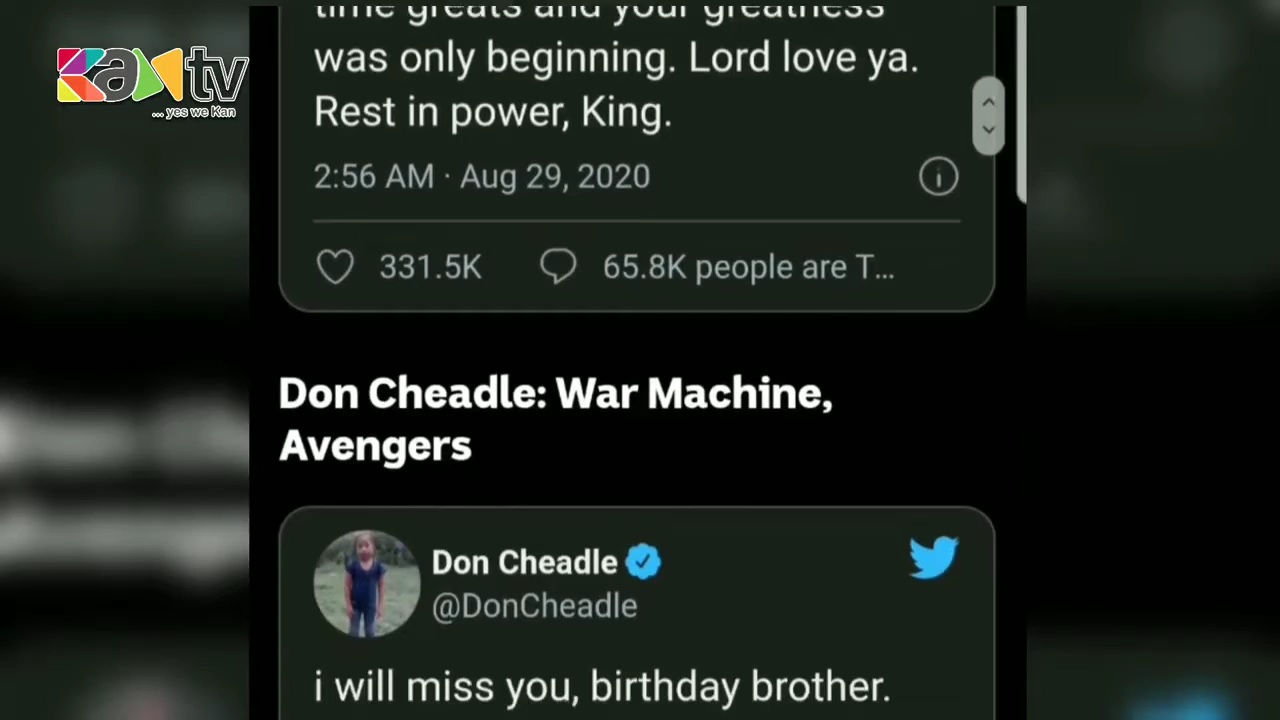 time greats and your greatness
was only beginning. Lord love ya.
Rest in power, King.
2:56 AM · Aug 29, 2020
331.5K 65.8K people are T...
Don Cheadle: War Machine,
Avengers
Don Cheadle
@DonCheadle
i will miss you, birthday brother.
Kantv
... yes we Kan